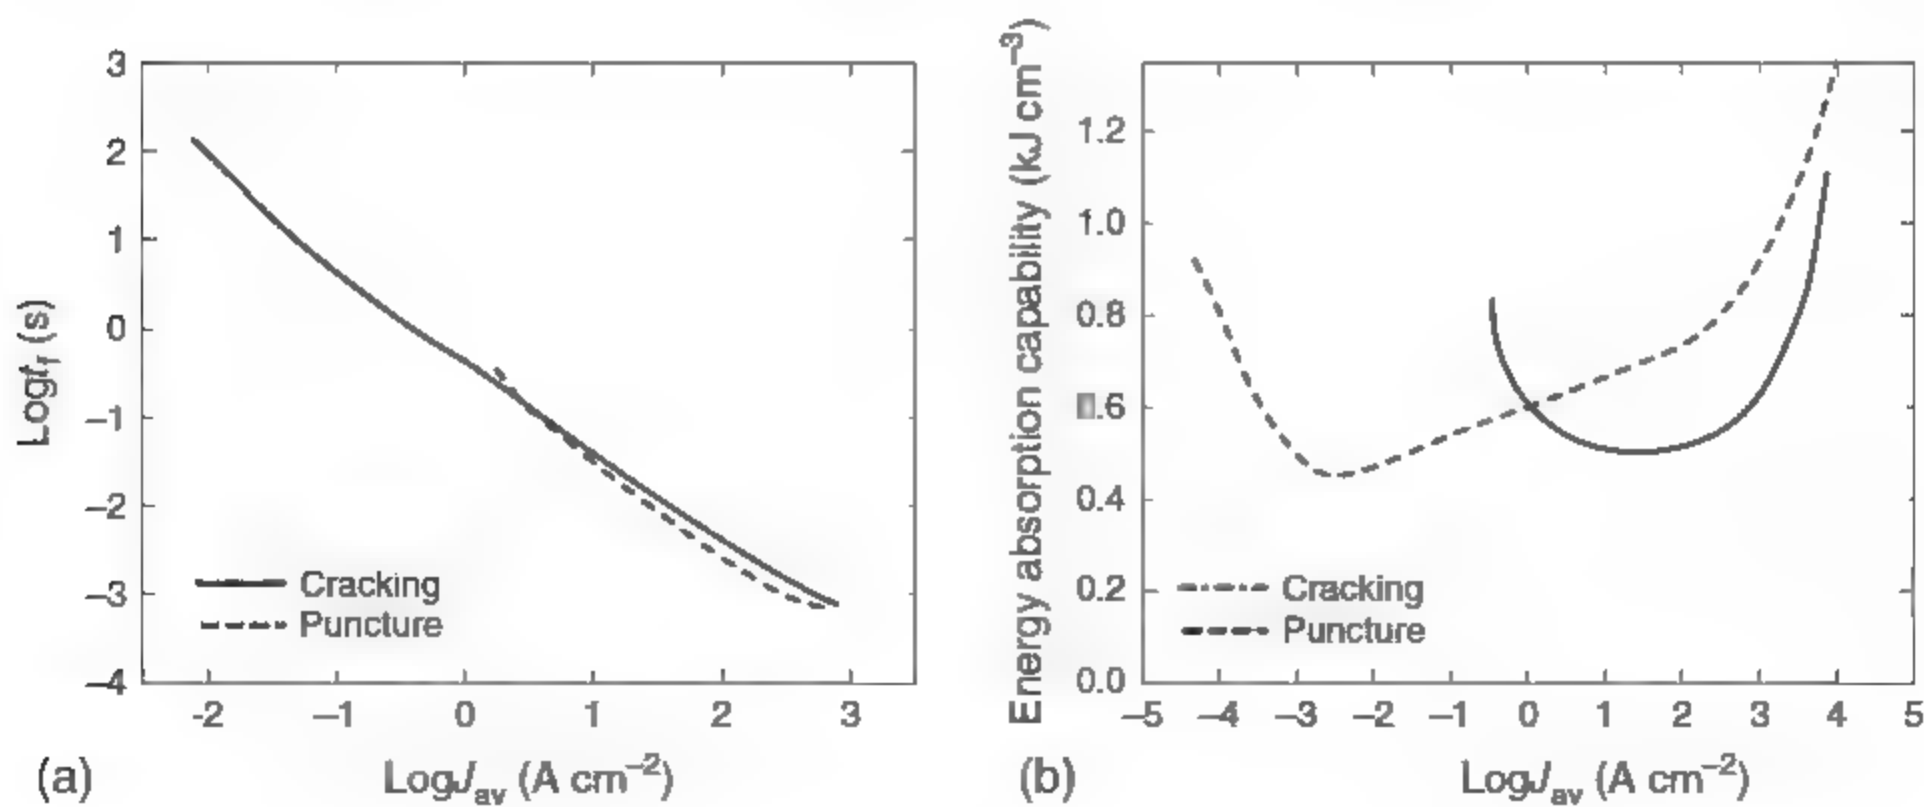 3
2
1
0
–1
–2
–3
–4
Log t_f (s)
Cracking
Puncture
-2 –1 0 1 2 3
LogJ_av (A cm⁻²)
(a)
Energy absorption capability (kJ cm⁻³)
1.2
1.0
0.8
.6
0.4
0.2
0.0
Cracking
Puncture
–5 –4 –3 –2 –1 0 1 2 3 4 5
LogJ_av (A cm⁻²)
(b)